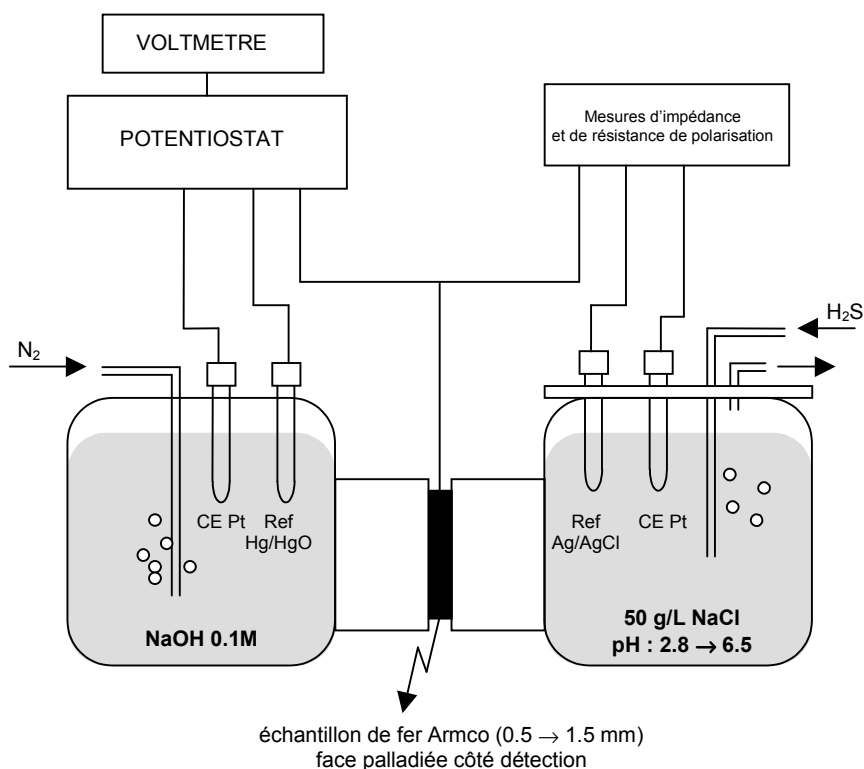 VOLTMETRE
POTENTIOSTAT
Mesures d'impédance
et de résistance de polarisation
N₂
H₂S
CE Pt
Ref
Hg/HgO
Ref
Ag/AgCl
CE Pt
NaOH 0.1M
50 g/L NaCl
pH : 2.8 → 6.5
échantillon de fer Armco (0.5 → 1.5 mm)
face palladiée côté détection